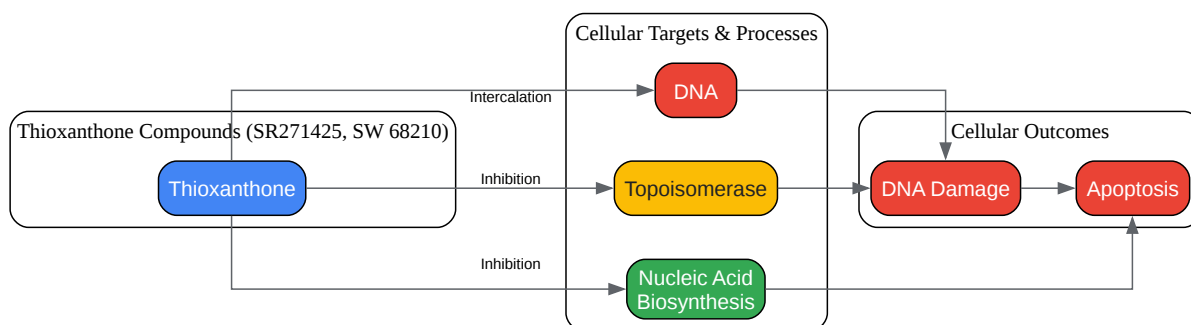 Cellular Targets & Processes
DNA
Intercalation
Thioxanthone Compounds (SR271425, SW 68210)
Cellular Outcomes
Thioxanthone
Inhibition
Topoisomerase
DNA Damage
Apoptosis
Inhibition
Nucleic Acid
Biosynthesis